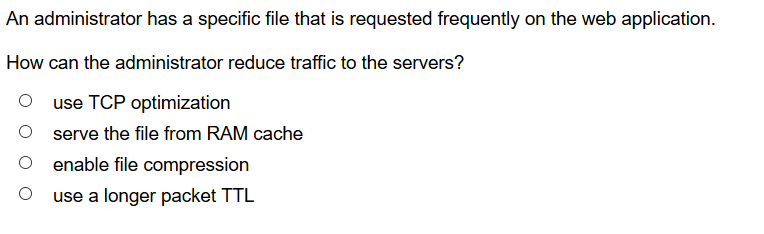 An administrator has a specific file that is requested frequently on the web application.
How can the administrator reduce traffic to the servers?
use TCP optimization
serve the file from RAM cache
enable file compression
use a longer packet TTL